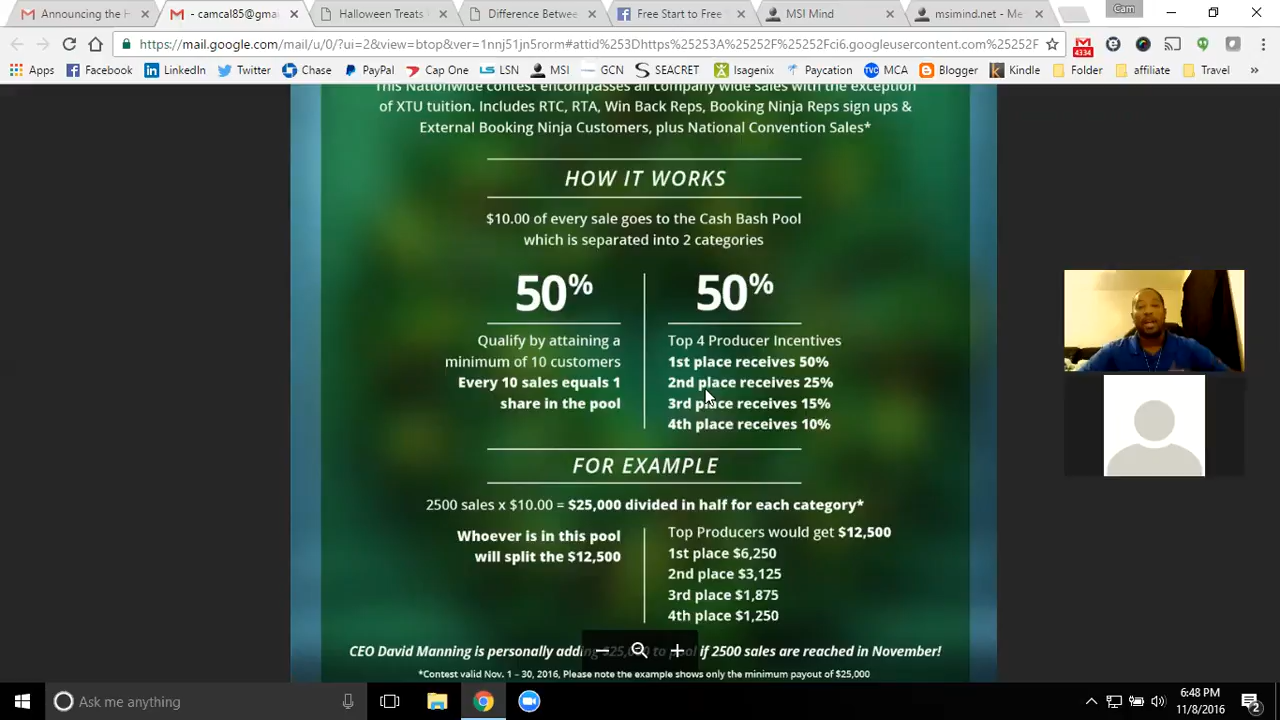 Announcing the H
- camcal85@gma
Halloween Treats
Difference Betwee
Free Start to Free
MSI Mind
msimind.net - Me
Cam
https://mail.google.com/mail/u/0/?ui=2&view=btop&ver=1nnj51jn5rorm#attid%253Dhttps%25253A%25252F%25252Fci6.googleusercontent.com%25252F
4334
Apps Facebook LinkedIn Twitter Chase PayPal Cap One LSN MSI GCN SEACRET Isagenix Paycation MCA Blogger Kindle Folder affiliate Travel »
This Nationwide contest encompasses all company wide sales with the exception
of XTU tuition. Includes RTC, RTA, Win Back Reps, Booking Ninja Reps sign ups &
External Booking Ninja Customers, plus National Convention Sales*
HOW IT WORKS
$10.00 of every sale goes to the Cash Bash Pool
which is separated into 2 categories
50%
Qualify by attaining a
minimum of 10 customers
Every 10 sales equals 1
share in the pool
50%
Top 4 Producer Incentives
1st place receives 50%
2nd place receives 25%
3rd place receives 15%
4th place receives 10%
FOR EXAMPLE
2500 sales x $10.00 = $25,000 divided in half for each category*
Whoever is in this pool
will split the $12,500
Top Producers would get $12,500
1st place $6,250
2nd place $3,125
3rd place $1,875
4th place $1,250
CEO David Manning is personally adding $25,000 to pool if 2500 sales are reached in November!
*Contest valid Nov. 1 – 30, 2016, Please note the example shows only the minimum payout of $25,000
Ask me anything
6:48 PM
11/8/2016
2